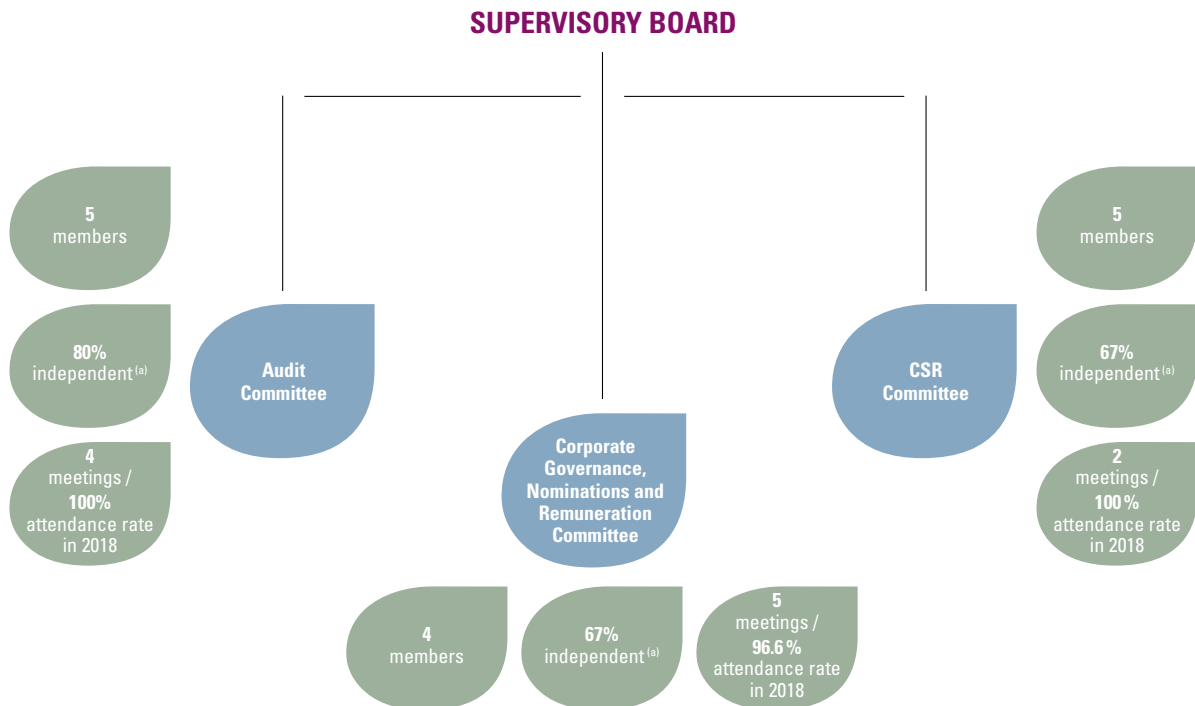 SUPERVISORY BOARD
5
members
80%
independent (a)
4
meetings /
100%
attendance rate
in 2018
Audit
Committee
Corporate
Governance,
Nominations and
Remuneration
Committee
4
members
67%
independent (a)
5
meetings /
96.6 %
attendance rate
in 2018
CSR
Committee
5
members
67%
independent (a)
2
meetings /
100 %
attendance rate
in 2018